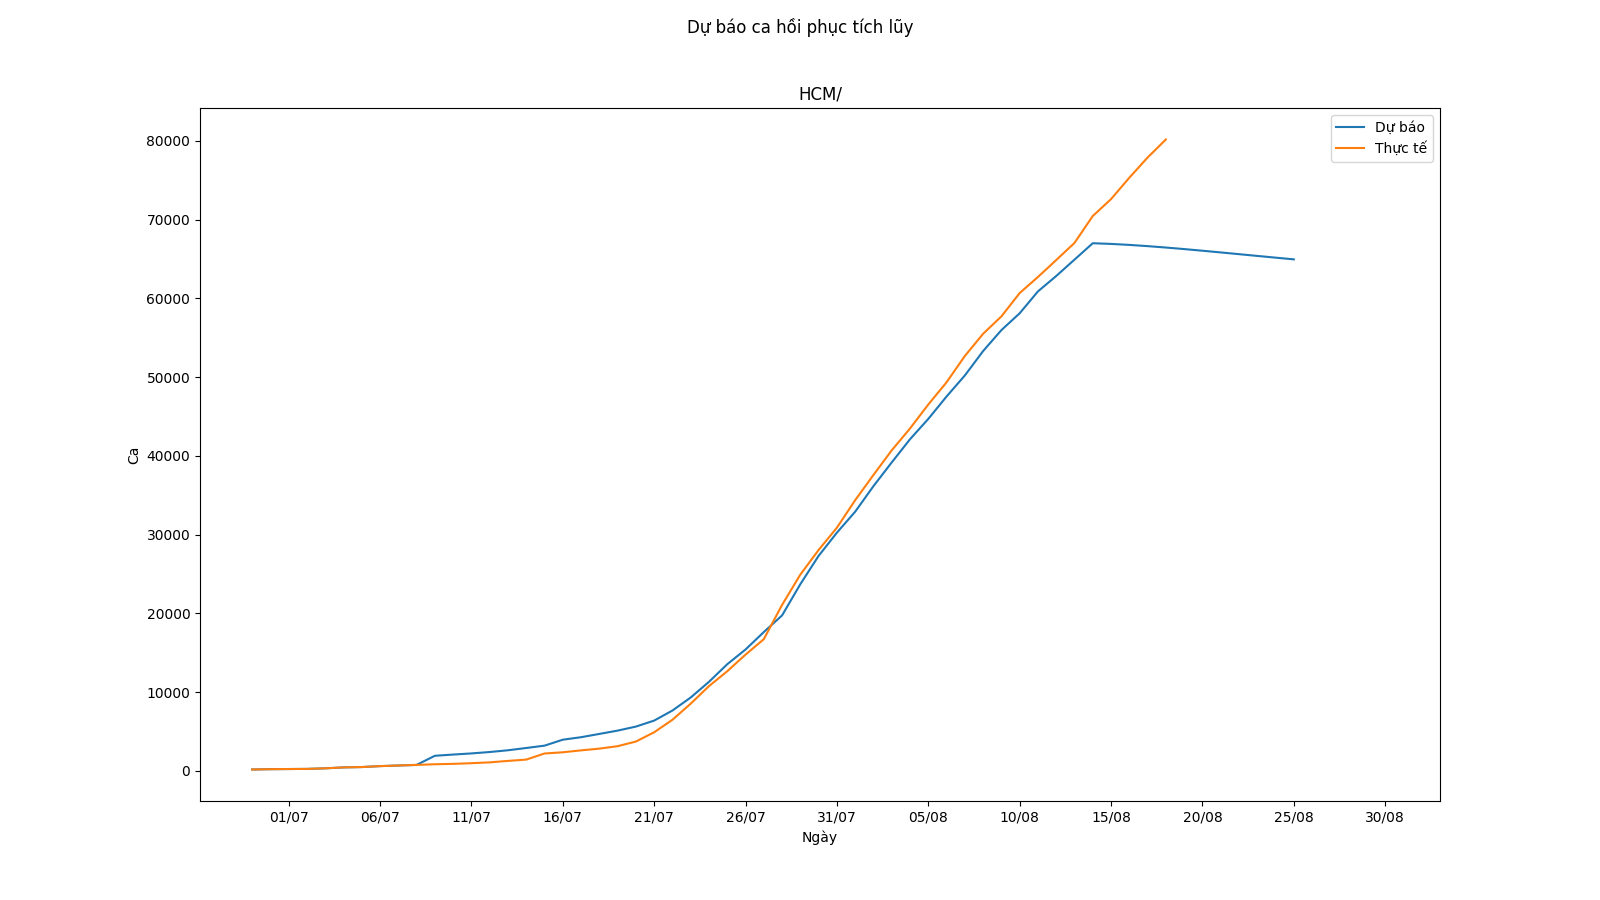 Dự báo ca hồi phục tích lũy
HCM/
Dự báo
Thực tế
80000
70000
60000
50000
40000
30000
20000
10000
0
Ca
01/07 06/07 11/07 16/07 21/07 26/07 31/07 05/08 10/08 15/08 20/08 25/08 30/08
Ngày